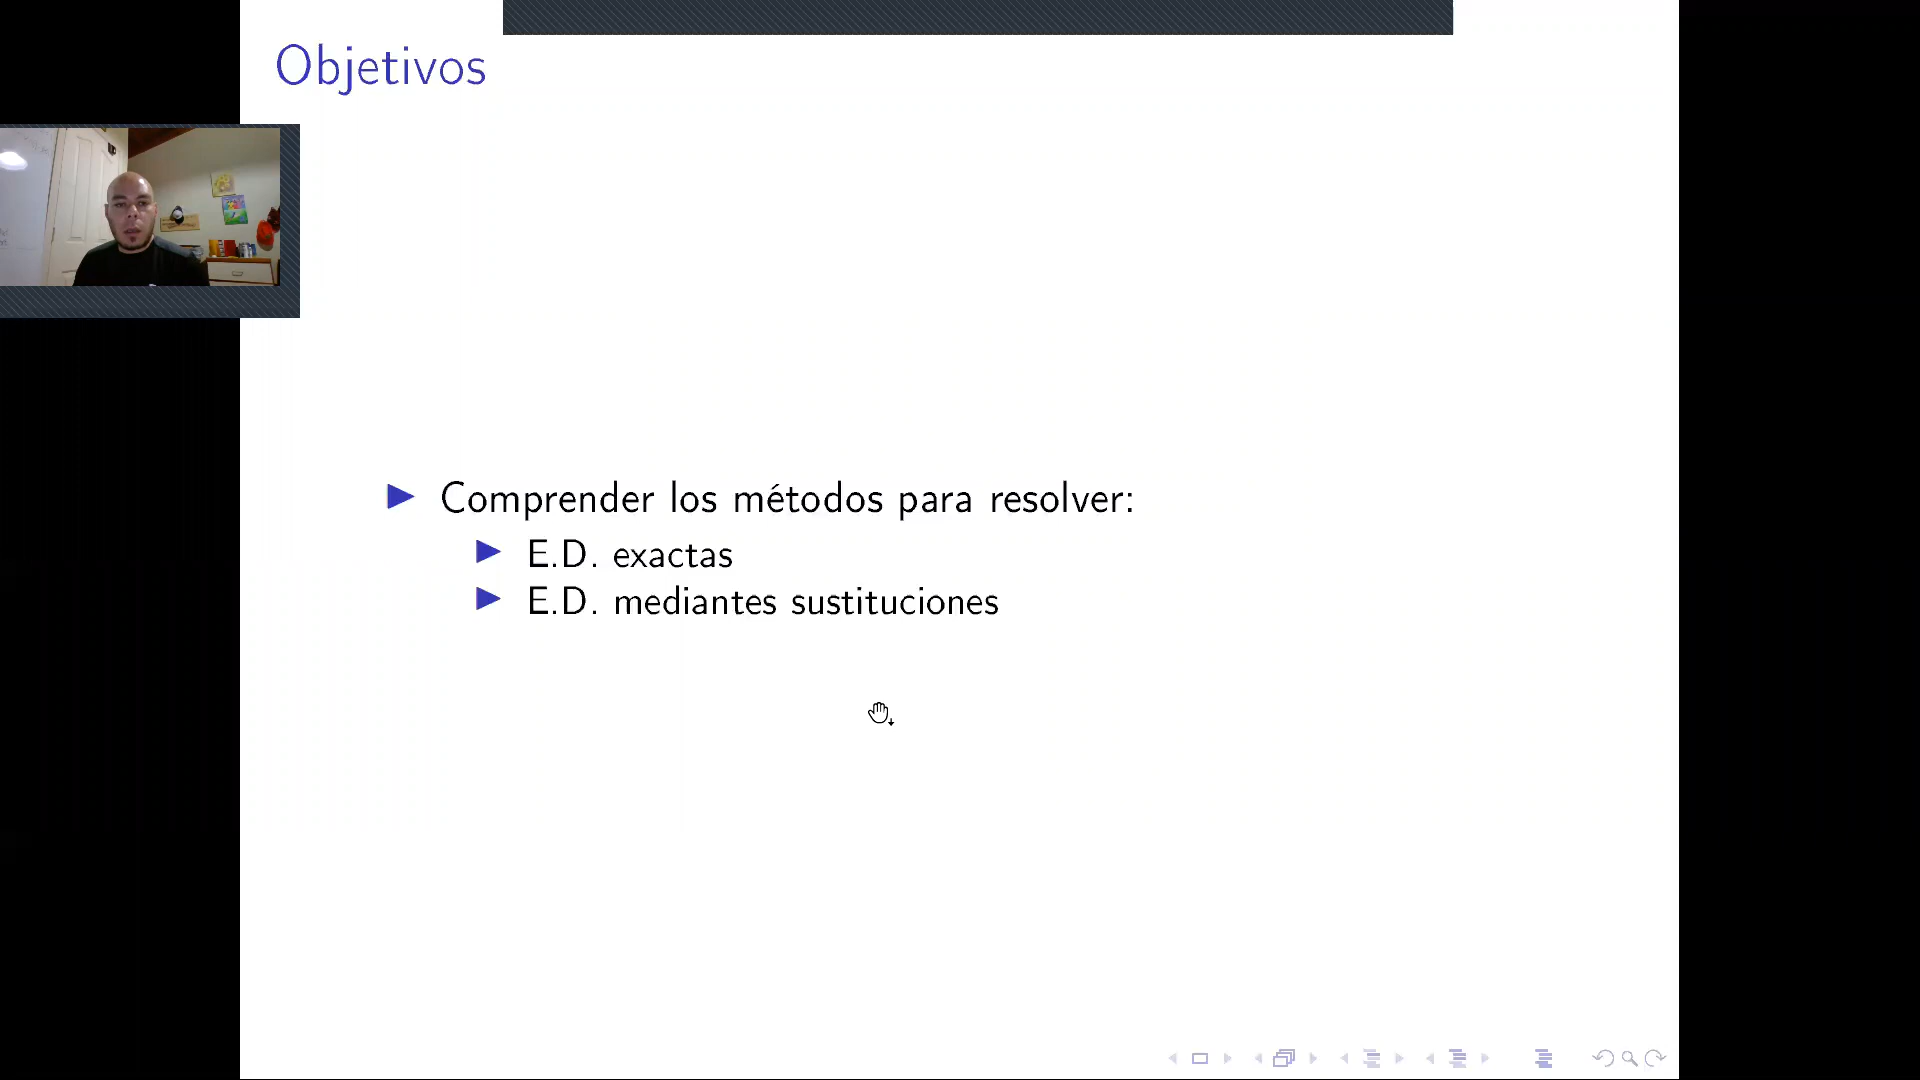 Objetivos
Comprender los métodos para resolver:
E.D. exactas
E.D. mediantes sustituciones